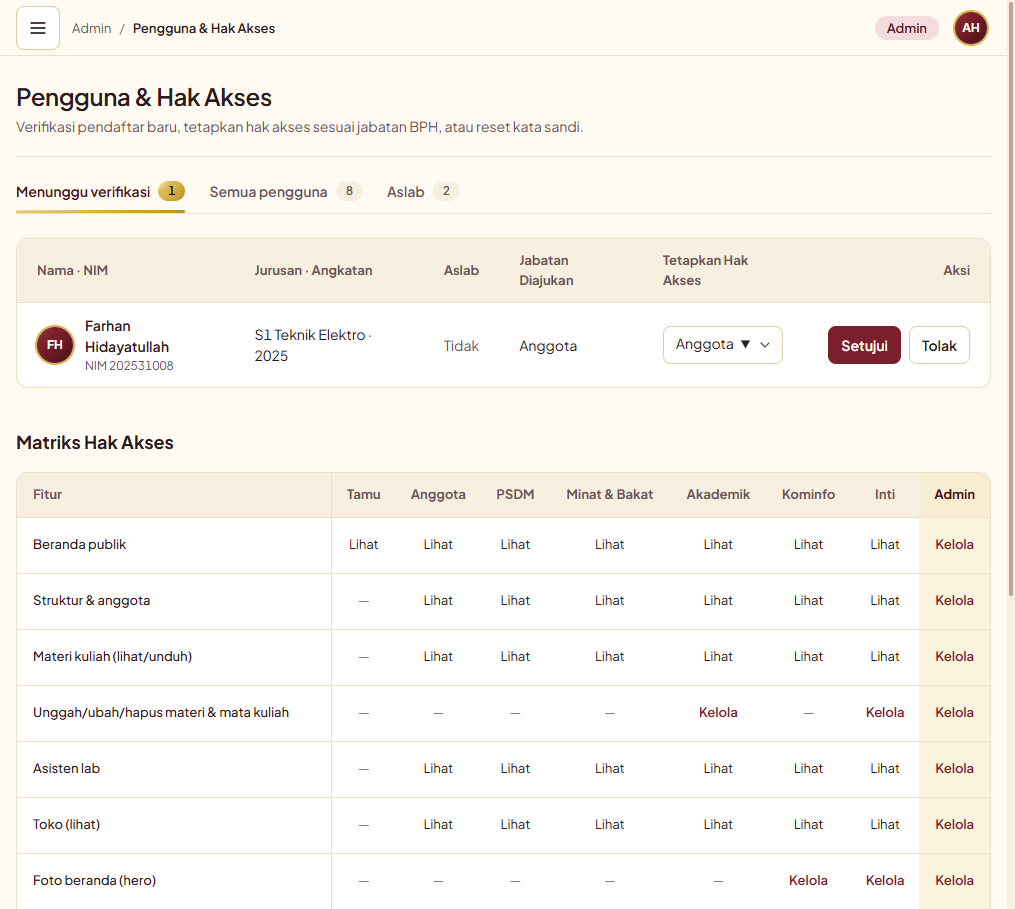 Admin / Pengguna & Hak Akses
Admin
AH
Pengguna & Hak Akses
Verifikasi pendaftar baru, tetapkan hak akses sesuai jabatan BPH, atau reset kata sandi.
Menunggu verifikasi 1 Semua pengguna 8 Aslab 2
Nama · NIM Jurusan · Angkatan Aslab Jabatan Diajukan Tetapkan Hak Akses Aksi
FH
Farhan
Hidayatullah
NIM 202531008
S1 Teknik Elektro ·
2025
Tidak
Anggota
Anggota ▼
Setujui
Tolak
Matriks Hak Akses
Fitur Tamu Anggota PSDM Minat & Bakat Akademik Kominfo Inti Admin
Beranda publik Lihat Lihat Lihat Lihat Lihat Lihat Lihat Kelola
Struktur & anggota — Lihat Lihat Lihat Lihat Lihat Lihat Kelola
Materi kuliah (lihat/unduh) — Lihat Lihat Lihat Lihat Lihat Lihat Kelola
Unggah/ubah/hapus materi & mata kuliah — — — — Kelola — Kelola Kelola
Asisten lab — Lihat Lihat Lihat Lihat Lihat Lihat Kelola
Toko (lihat) — Lihat Lihat Lihat Lihat Lihat Lihat Kelola
Foto beranda (hero) — — — — — Kelola Kelola Kelola